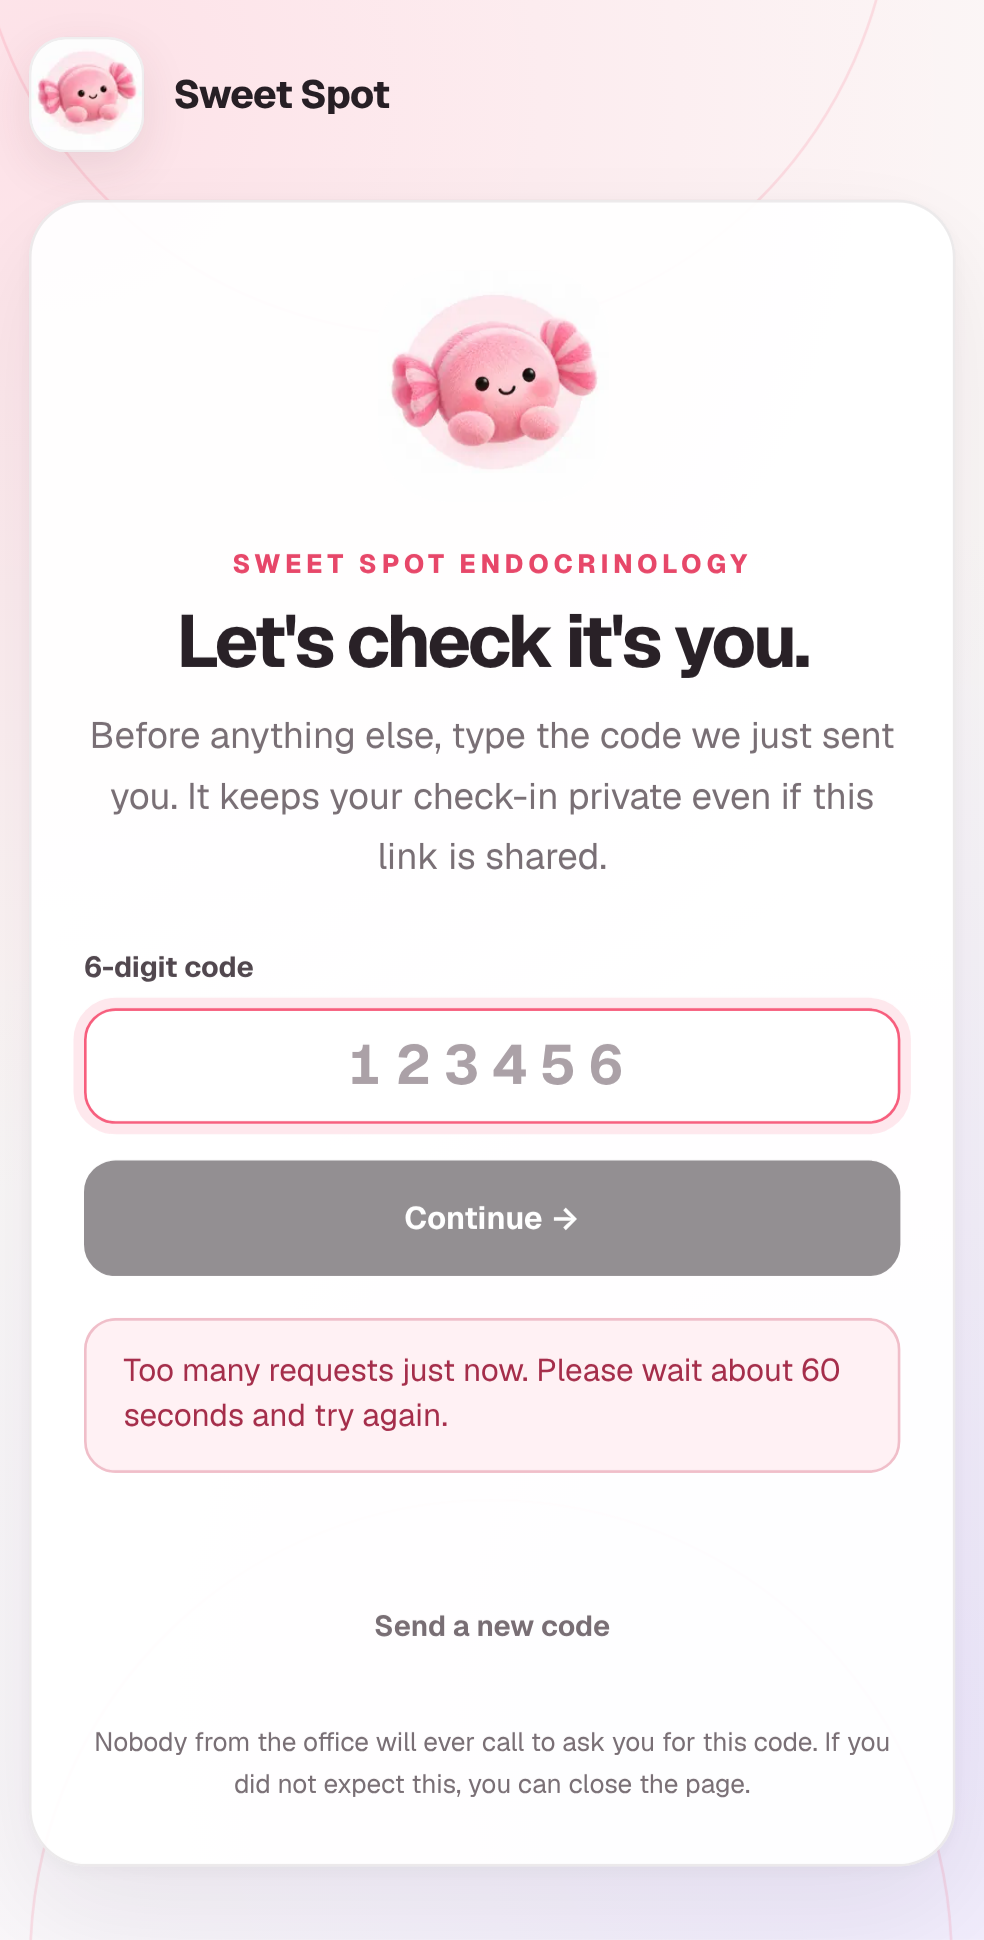 Sweet Spot
SWEET SPOT ENDOCRINOLOGY
Let's check it's you.
Before anything else, type the code we just sent
you. It keeps your check-in private even if this
link is shared.
6-digit code
123456
Continue →
Too many requests just now. Please wait about 60
seconds and try again.
Send a new code
Nobody from the office will ever call to ask you for this code. If you
did not expect this, you can close the page.